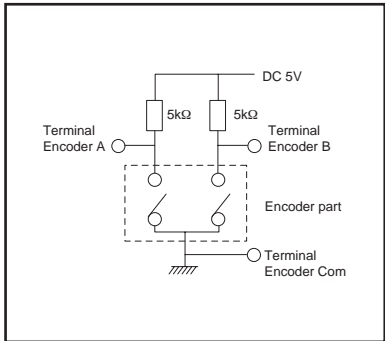 DC 5V
5kΩ
5kΩ
Terminal
Encoder A
Terminal
Encoder B
Encoder part
Terminal
Encoder Com